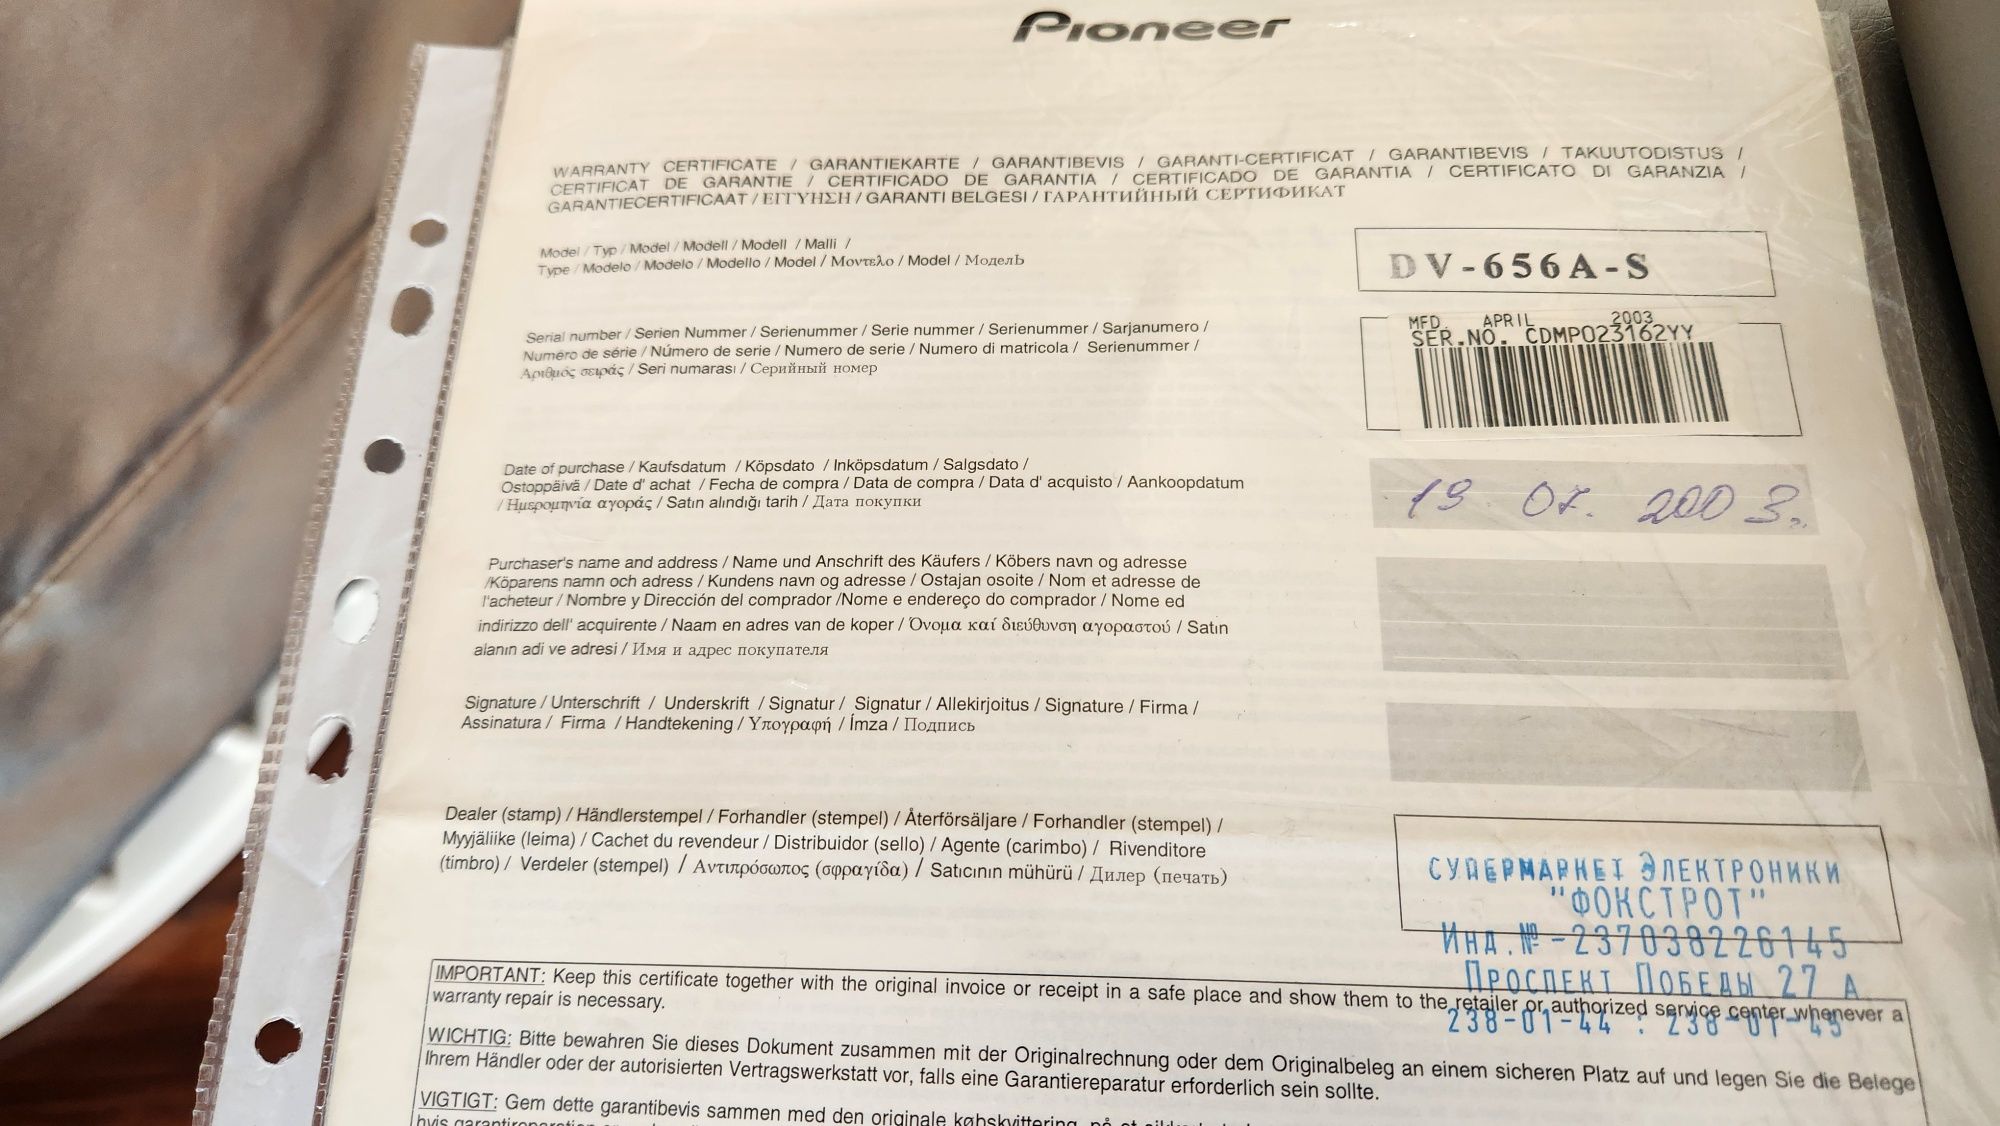 Pioneer
WARRANTY CERTIFICATE / GARANTIEKARTE / GARANTIBEVIS / GARANTI-CERTIFICAT / GARANTIBEVIS / TAKUUTODISTUS /
CERTIFICAT DE GARANTIE / CERTIFICADO DE GARANTIA / CERTIFICADO DE GARANTIA / CERTIFICATO DI GARANZIA /
GARANTIECERTIFICAAT / ΕΓΓΥΗΣΗ / GARANTI BELGESI / ГАРАНТИЙНЫЙ СЕРТИФИКАТ
Model / Typ / Model / Modell / Modell / Malli /
Type / Modelo / Modelo / Modello / Model / Μοντελο / Model / МоделЬ
DV-656A-S
Serial number / Serien Nummer / Serienummer / Serie nummer / Serienummer / Sarjanumero /
Numéro de série / Número de serie / Numero de serie / Numero di matricola / Serienummer /
Αριθμός σειράς / Seri numarası / Серийный номер
MFD. APRIL 2003
SER.NO. CDMP023162YY
Date of purchase / Kaufsdatum / Köpsdato / Inköpsdatum / Salgsdato /
Ostoppäivä / Date d' achat / Fecha de compra / Data de compra / Data d' acquisto / Aankoopdatum
/ Ημερομηνία αγοράς / Satın alındığı tarih / Дата покупки
19. 07. 2003.
Purchaser's name and address / Name und Anschrift des Käufers / Köbers navn og adresse
/Köparens namn och adress / Kundens navn og adresse / Ostajan osoite / Nom et adresse de
l'acheteur / Nombre y Dirección del comprador /Nome e endereço do comprador / Nome ed
indirizzo dell' acquirente / Naam en adres van de koper / Όνομα καί διεύθυνση αγοραστού / Satın
alanın adi ve adresi / Имя и адрес покупателя
Signature / Unterschrift / Underskrift / Signatur / Signatur / Allekirjoitus / Signature / Firma /
Assinatura / Firma / Handtekening / Υπογραφή / İmza / Подпись
Dealer (stamp) / Händlerstempel / Forhandler (stempel) / Återförsäljare / Forhandler (stempel) /
Myyjäliike (leima) / Cachet du revendeur / Distribuidor (sello) / Agente (carimbo) / Rivenditore
(timbro) / Verdeler (stempel) / Αντιπρόσωπος (σφραγίδα) / Satıcının mühürü / Дилер (печать)
СУПЕРМАРКЕТ ЭЛЕКТРОНИКИ
"ФОКСТРОТ"
Инд.№-237038226145
Проспект Победы 27 А
238-01-44 : 238-01-45
IMPORTANT: Keep this certificate together with the original invoice or receipt in a safe place and show them to the retailer or authorized service center whenever a
warranty repair is necessary.
WICHTIG: Bitte bewahren Sie dieses Dokument zusammen mit der Originalrechnung oder dem Originalbeleg an einem sicheren Platz auf und legen Sie die Belege
Ihrem Händler oder der autorisierten Vertragswerkstatt vor, falls eine Garantiereparatur erforderlich sein sollte.
VIGTIGT: Gem dette garantibevis sammen med den originale købskvittering,